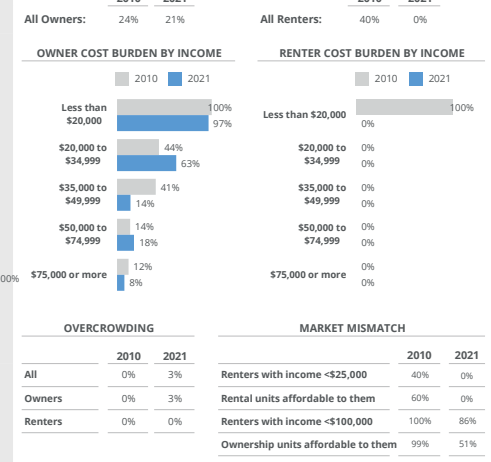 2010 2021 2010 2021
All Owners: 24% 21% All Renters: 40% 0%
OWNER COST BURDEN BY INCOME
2010 2021
Less than
$20,000
100%
97%
$20,000 to
$34,999
44%
63%
$35,000 to
$49,999
41%
14%
$50,000 to
$74,999
14%
18%
$75,000 or more
12%
8%
00%
RENTER COST BURDEN BY INCOME
2010 2021
Less than $20,000
100%
0%
$20,000 to
$34,999
0%
0%
$35,000 to
$49,999
0%
0%
$50,000 to
$74,999
0%
0%
$75,000 or more
0%
0%
OVERCROWDING
2010 2021
All 0% 3%
Owners 0% 3%
Renters 0% 0%
MARKET MISMATCH
2010 2021
Renters with income <$25,000 40% 0%
Rental units affordable to them 60% 0%
Renters with income <$100,000 100% 86%
Ownership units affordable to them 99% 51%